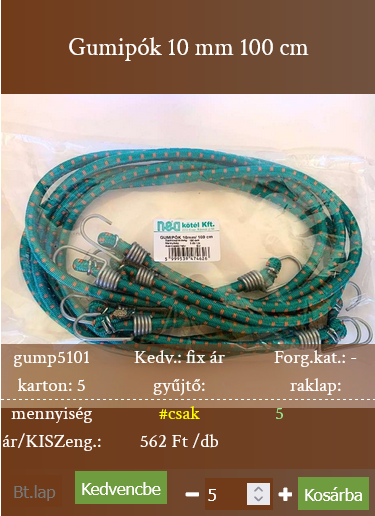 Gumipók 10 mm 100 cm
nea kötél Kft.
GUMIPÓK 10mm/ 100 cm
gump5101 Kedv.: fix ár Forg.kat.: -
karton: 5 gyűjtő: raklap:
mennyiség #csak 5
ár/KISZeng.: 562 Ft /db
Bt.lap Kedvencbe − 5 + Kosárba